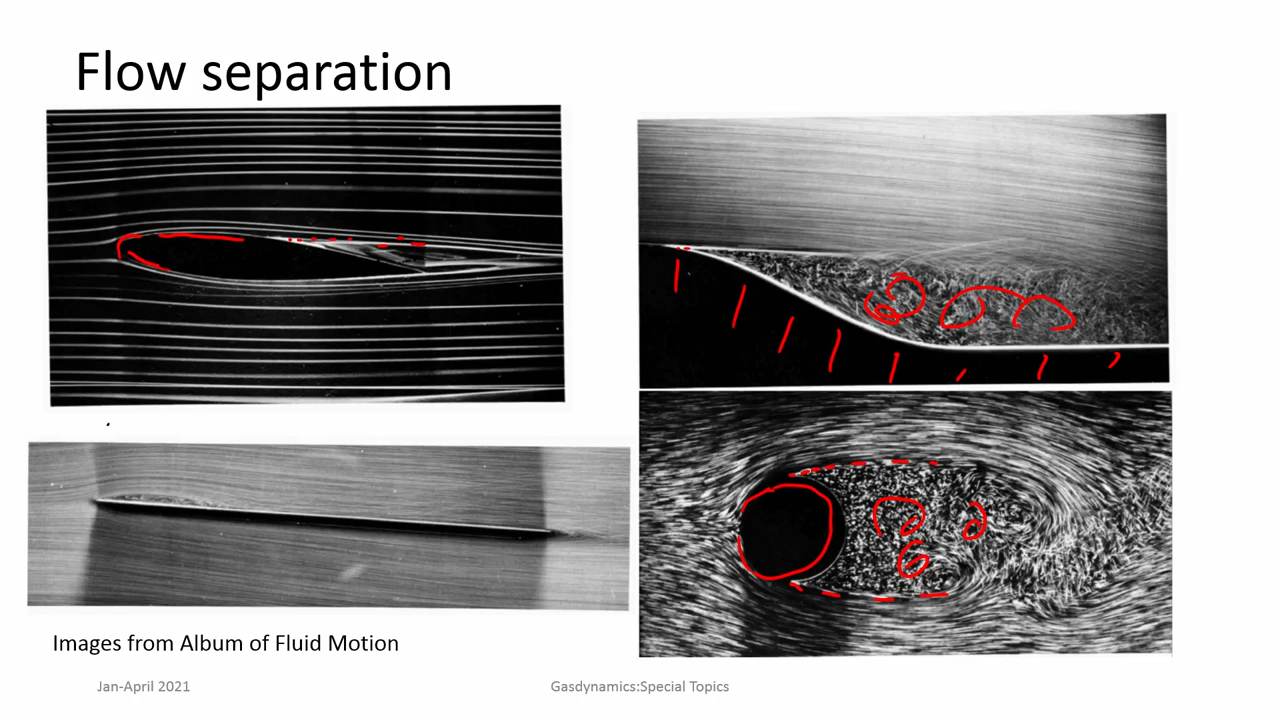 Flow separation
Images from Album of Fluid Motion
Jan-April 2021
Gasdynamics:Special Topics